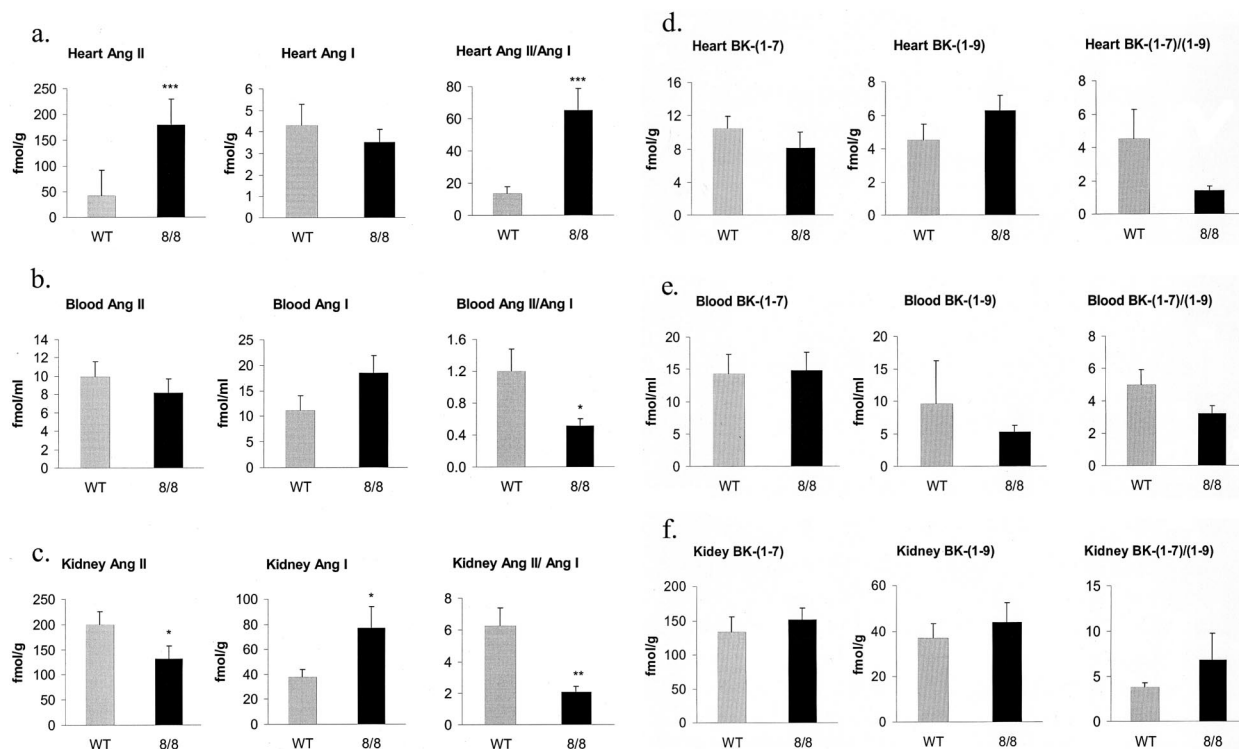 a.
Heart Ang II
fmol/g
250
200
150
100
50
0
***
WT 8/8
Heart Ang I
fmol/g
6
5
4
3
2
1
0
WT 8/8
Heart Ang II/Ang I
80
60
40
20
0
***
WT 8/8
b.
Blood Ang II
fmol/ml
14
12
10
8
6
4
2
0
WT 8/8
Blood Ang I
fmol/ml
25
20
15
10
5
0
WT 8/8
Blood Ang II/Ang I
1.6
1.2
0.8
0.4
0.0
*
WT 8/8
c.
Kidney Ang II
fmol/g
250
200
150
100
50
0
*
WT 8/8
Kidney Ang I
fmol/g
100
80
60
40
20
0
*
WT 8/8
Kidney Ang II/ Ang I
8
6
4
2
0
**
WT 8/8
d.
Heart BK-(1-7)
fmol/g
16
12
8
4
0
WT 8/8
Heart BK-(1-9)
fmol/g
8
6
4
2
0
WT 8/8
Heart BK-(1-7)/(1-9)
8
6
4
2
0
WT 8/8
e.
Blood BK-(1-7)
fmol/ml
20
15
10
5
0
WT 8/8
Blood BK-(1-9)
fmol/ml
20
15
10
5
0
WT 8/8
Blood BK-(1-7)/(1-9)
8
6
4
2
0
WT 8/8
f.
Kidey BK-(1-7)
fmol/g
200
150
100
50
0
WT 8/8
Kidney BK-(1-9)
fmol/g
60
40
20
0
WT 8/8
Kidney BK-(1-7)/(1-9)
15
10
5
0
WT 8/8